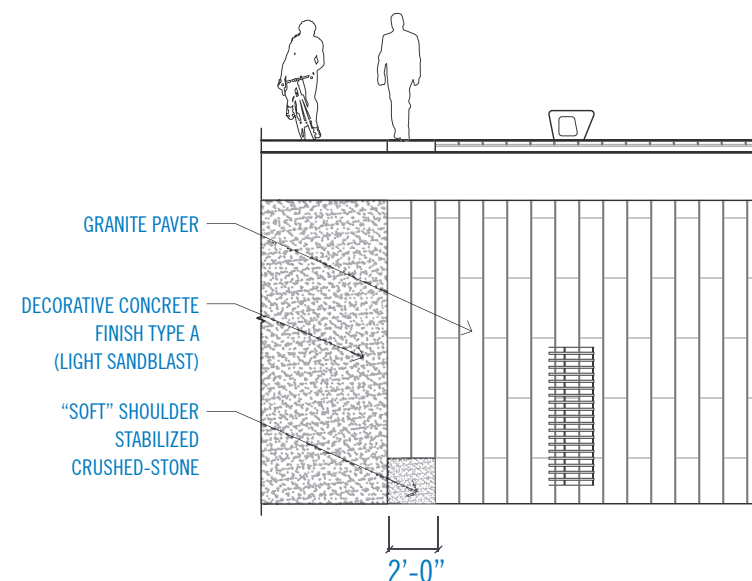 GRANITE PAVER
DECORATIVE CONCRETE
FINISH TYPE A
(LIGHT SANDBLAST)
“SOFT” SHOULDER
STABILIZED
CRUSHED-STONE
2’-0”